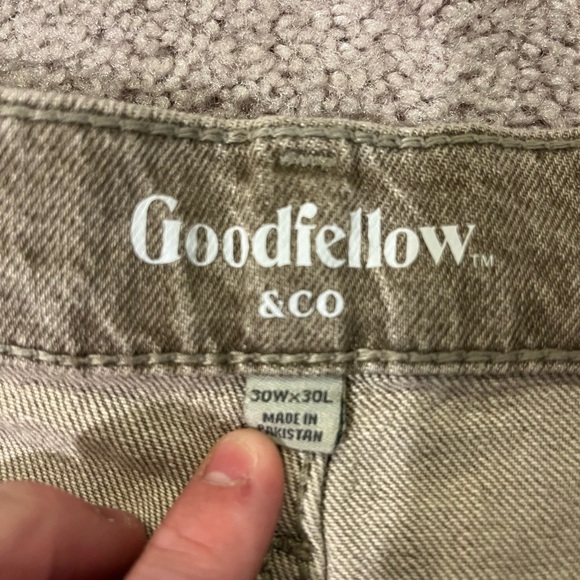 Goodfellow™
&CO
30W×30L
MADE IN
PAKISTAN